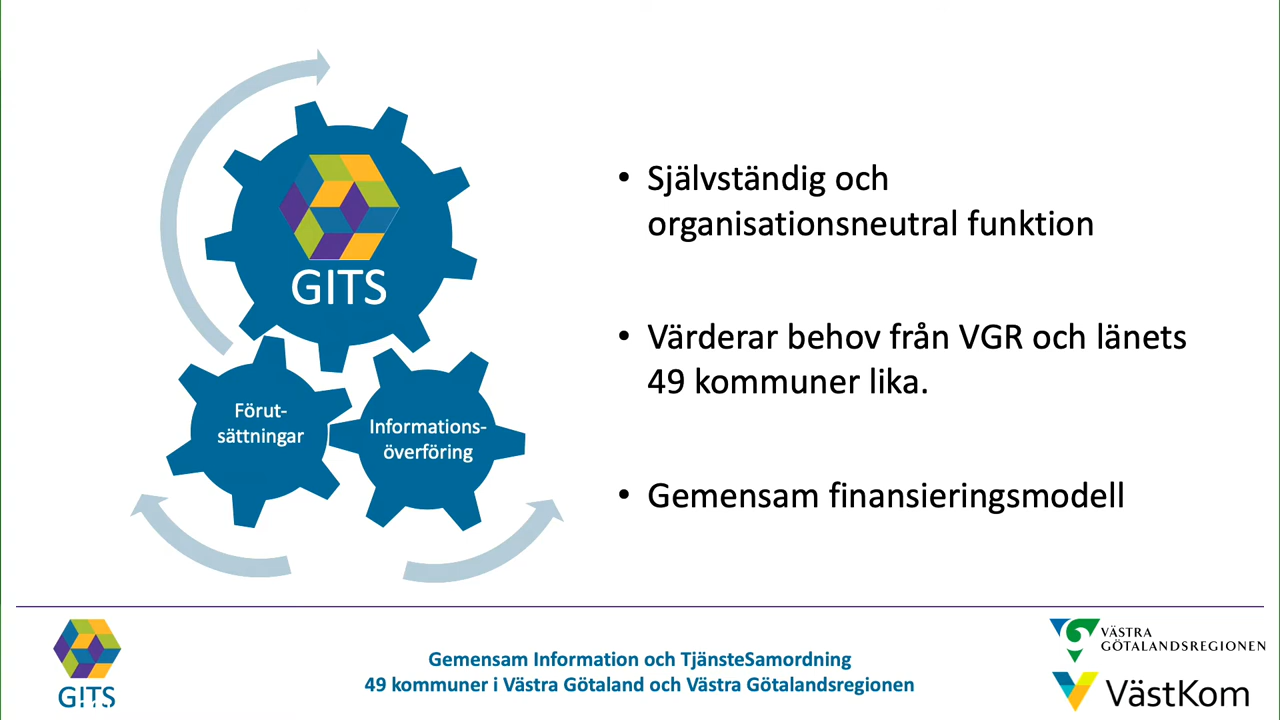 GITS
Förut-
sättningar
Informations-
överföring
• Självständig och
organisationsneutral funktion
• Värderar behov från VGR och länets
49 kommuner lika.
• Gemensam finansieringsmodell
GITS
Gemensam Information och TjänsteSamordning
49 kommuner i Västra Götaland och Västra Götalandsregionen
VÄSTRA
GÖTALANDSREGIONEN
VästKom